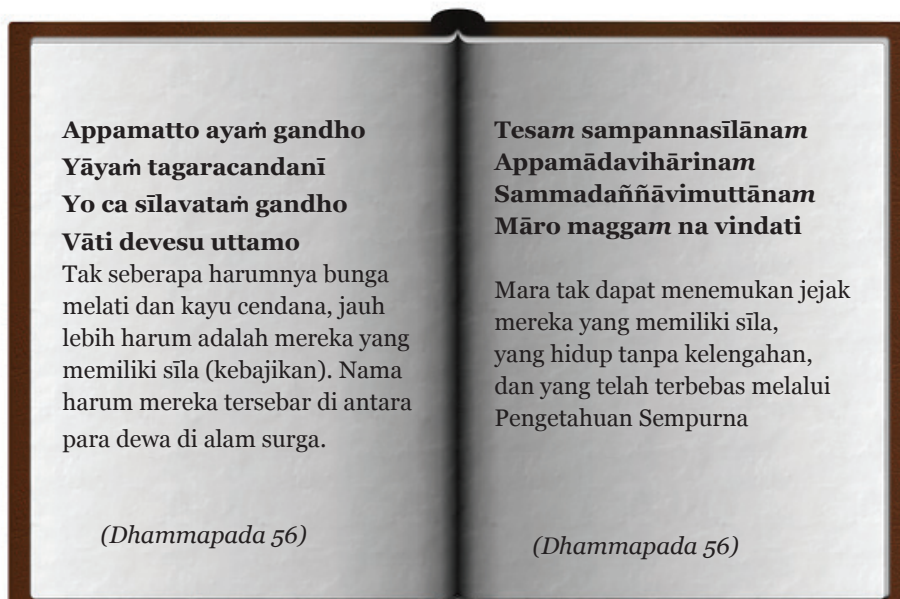 Appamatto ayaṁ gandho
Yāyaṁ tagaracandanī
Yo ca sīlavataṁ gandho
Vāti devesu uttamo
Tak seberapa harumnya bunga
melati dan kayu cendana, jauh
lebih harum adalah mereka yang
memiliki sīla (kebajikan). Nama
harum mereka tersebar di antara
para dewa di alam surga.
(Dhammapada 56)
Tesam sampannasīlānam
Appamādavihārinam
Sammadaññāvimuttānam
Māro maggam na vindati
Mara tak dapat menemukan jejak
mereka yang memiliki sīla,
yang hidup tanpa kelengahan,
dan yang telah terbebas melalui
Pengetahuan Sempurna
(Dhammapada 56)